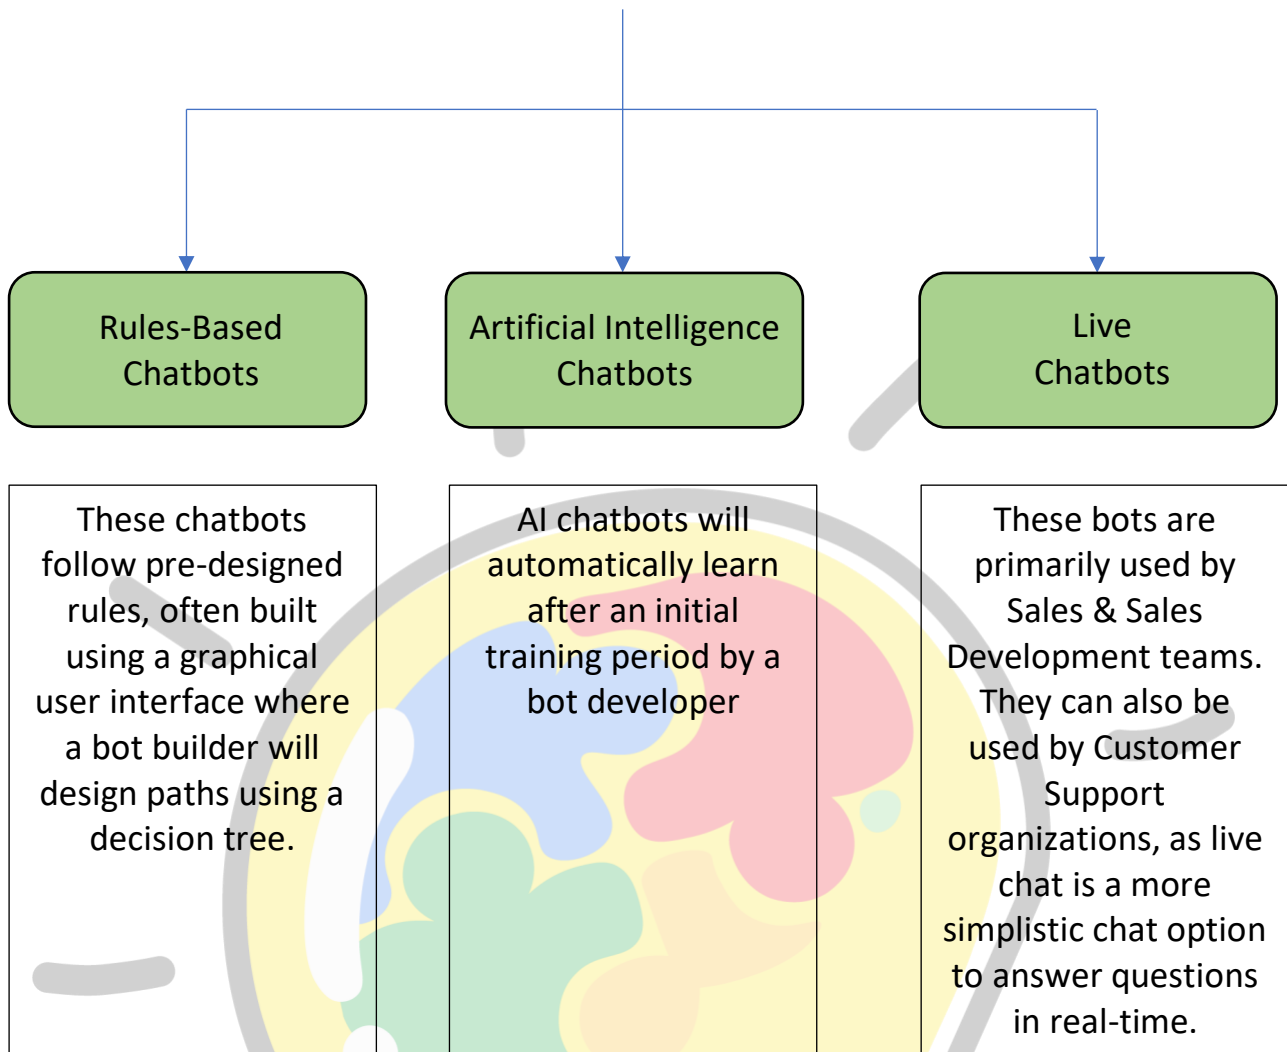 Rules-Based
Chatbots
Artificial Intelligence
Chatbots
Live
Chatbots
These chatbots
follow pre-designed
rules, often built
using a graphical
user interface where
a bot builder will
design paths using a
decision tree.
AI chatbots will
automatically learn
after an initial
training period by a
bot developer
These bots are
primarily used by
Sales & Sales
Development teams.
They can also be
used by Customer
Support
organizations, as live
chat is a more
simplistic chat option
to answer questions
in real-time.